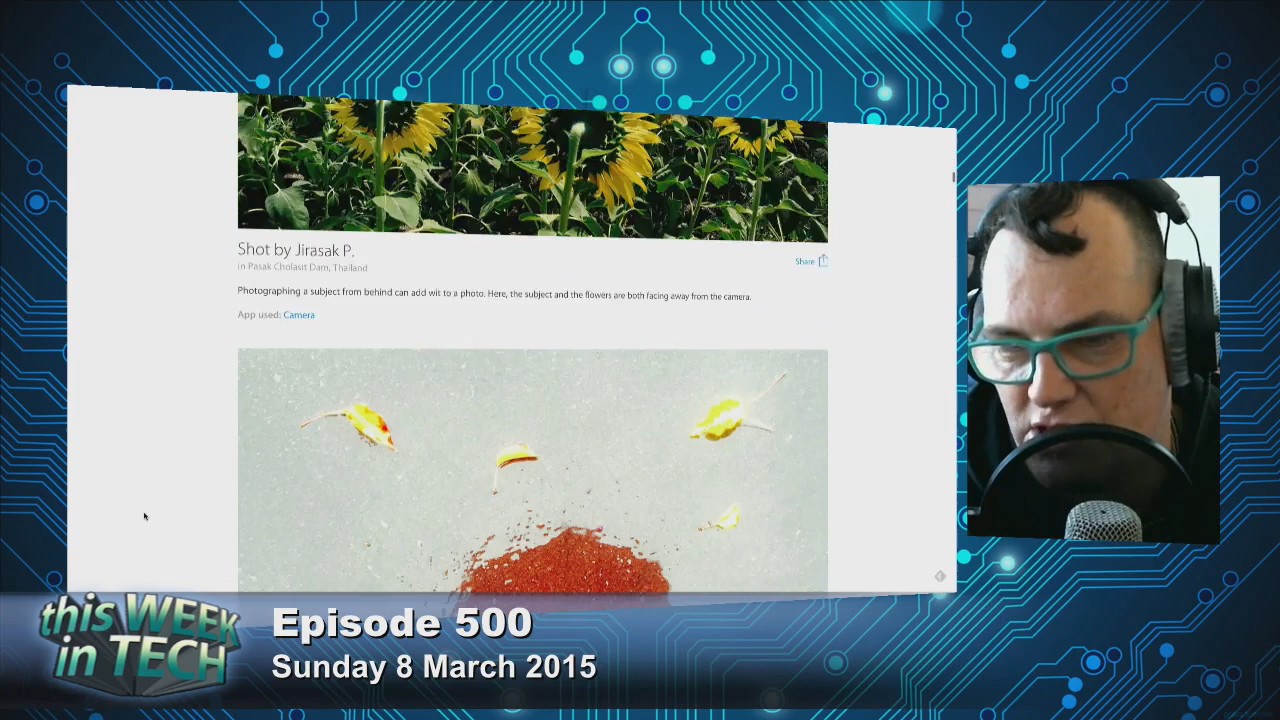 Shot by Jirasak P.
in Pasak Cholasit Dam, Thailand
Share
Photographing a subject from behind can add wit to a photo. Here, the subject and the flowers are both facing away from the camera.
App used: Camera
this WEEK
in TECH
Episode 500
Sunday 8 March 2015